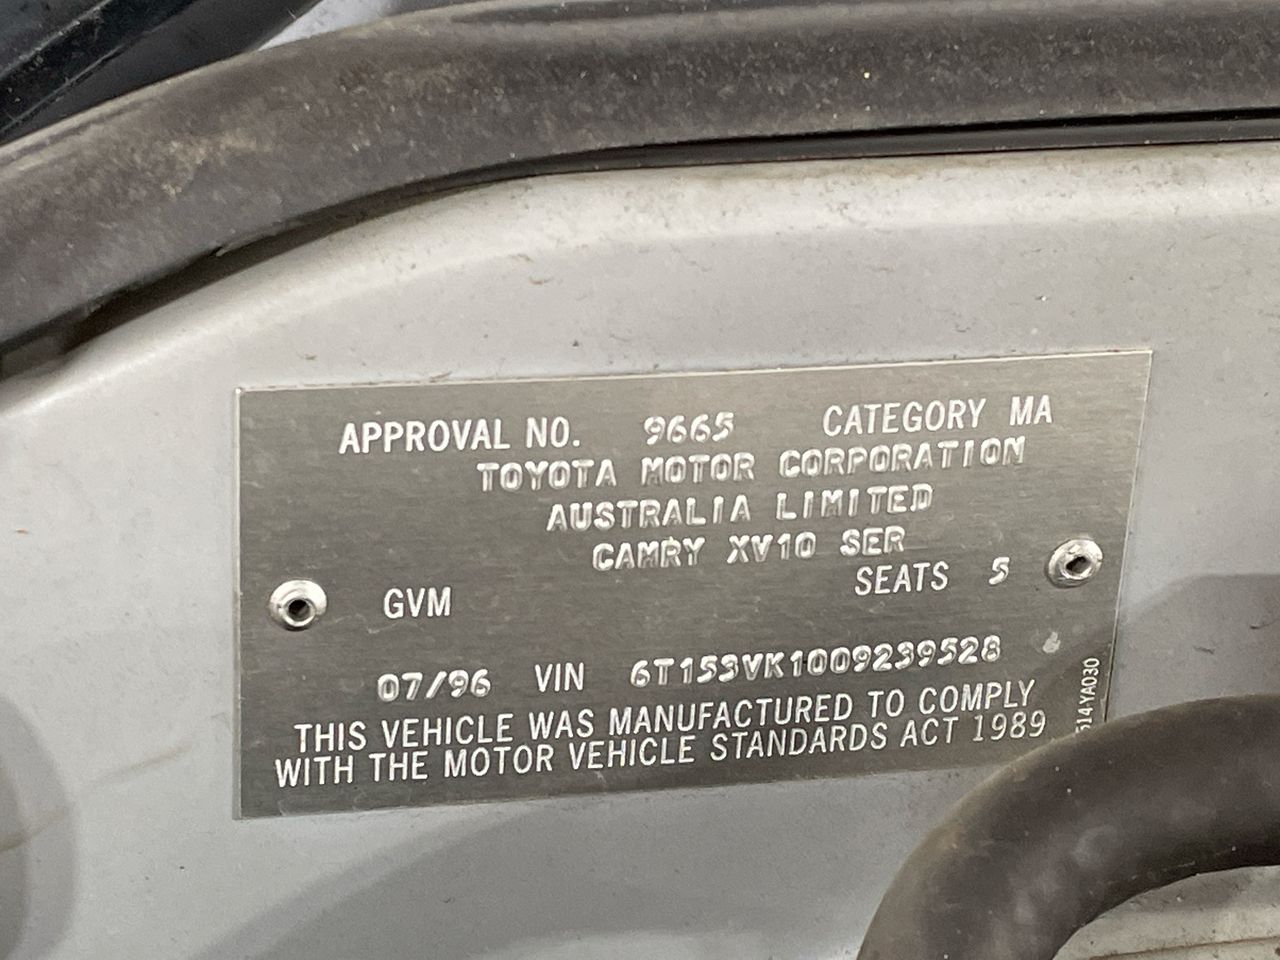 APPROVAL NO. 9665 CATEGORY MA
TOYOTA MOTOR CORPORATION
AUSTRALIA LIMITED
CAMRY XV10 SER
SEATS 5
GVM
07/96 VIN 6T153VK1009239528
THIS VEHICLE WAS MANUFACTURED TO COMPLY
WITH THE MOTOR VEHICLE STANDARDS ACT 1989